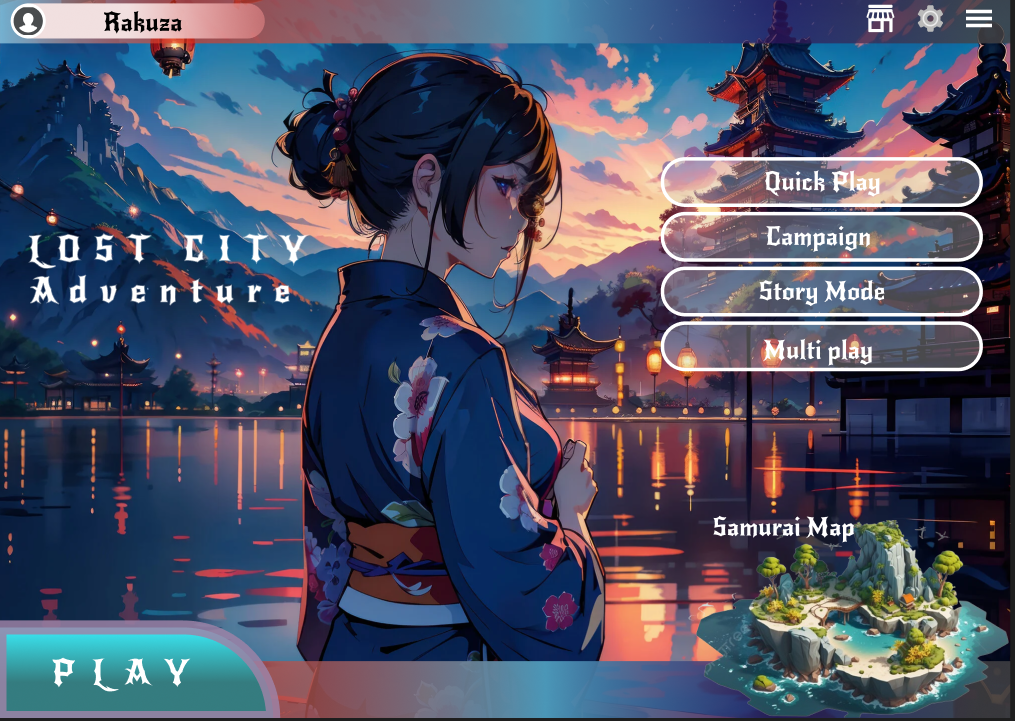 Rakuza
LOST CITY
Adventure
Quick Play
Campaign
Story Mode
Multi play
Samurai Map
PLAY